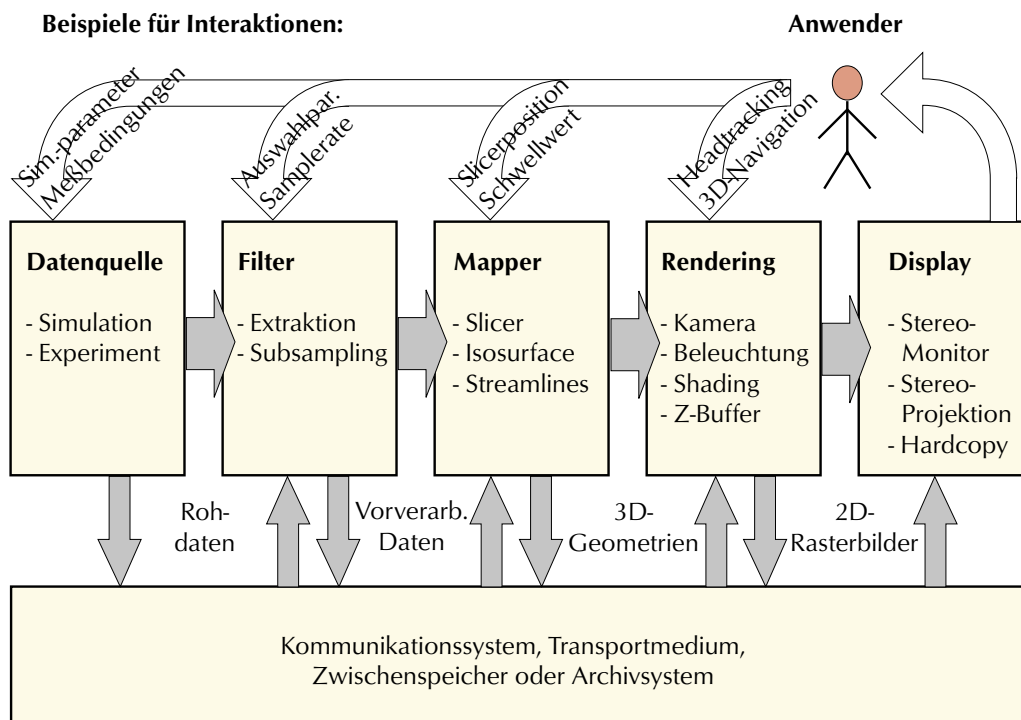 Beispiele für Interaktionen:
Anwender
Sim.-parameter
Meßbedingungen
Auswahlpar.
Samplerate
Slicerposition
Schwellwert
Headtracking
3D-Navigation
Datenquelle
- Simulation
- Experiment
Filter
- Extraktion
- Subsampling
Mapper
- Slicer
- Isosurface
- Streamlines
Rendering
- Kamera
- Beleuchtung
- Shading
- Z-Buffer
Display
- Stereo-
Monitor
- Stereo-
Projektion
- Hardcopy
Roh-
daten
Vorverarb.
Daten
3D-
Geometrien
2D-
Rasterbilder
Kommunikationssystem, Transportmedium,
Zwischenspeicher oder Archivsystem